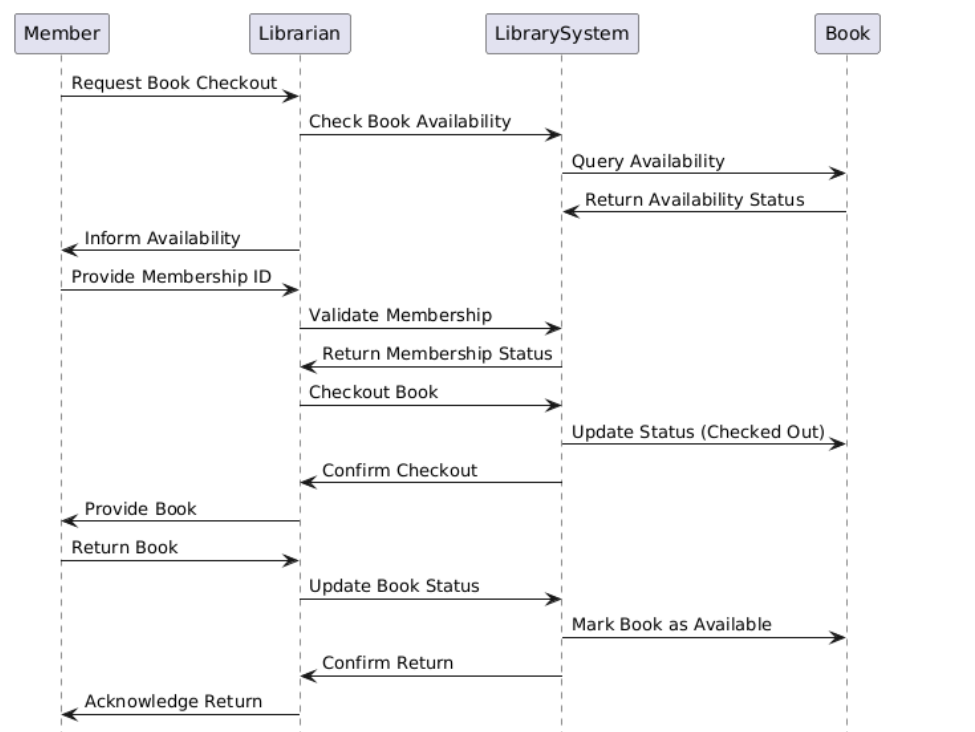 Member
Librarian
LibrarySystem
Book
Request Book Checkout
Check Book Availability
Query Availability
Return Availability Status
Inform Availability
Provide Membership ID
Validate Membership
Return Membership Status
Checkout Book
Update Status (Checked Out)
Confirm Checkout
Provide Book
Return Book
Update Book Status
Mark Book as Available
Confirm Return
Acknowledge Return